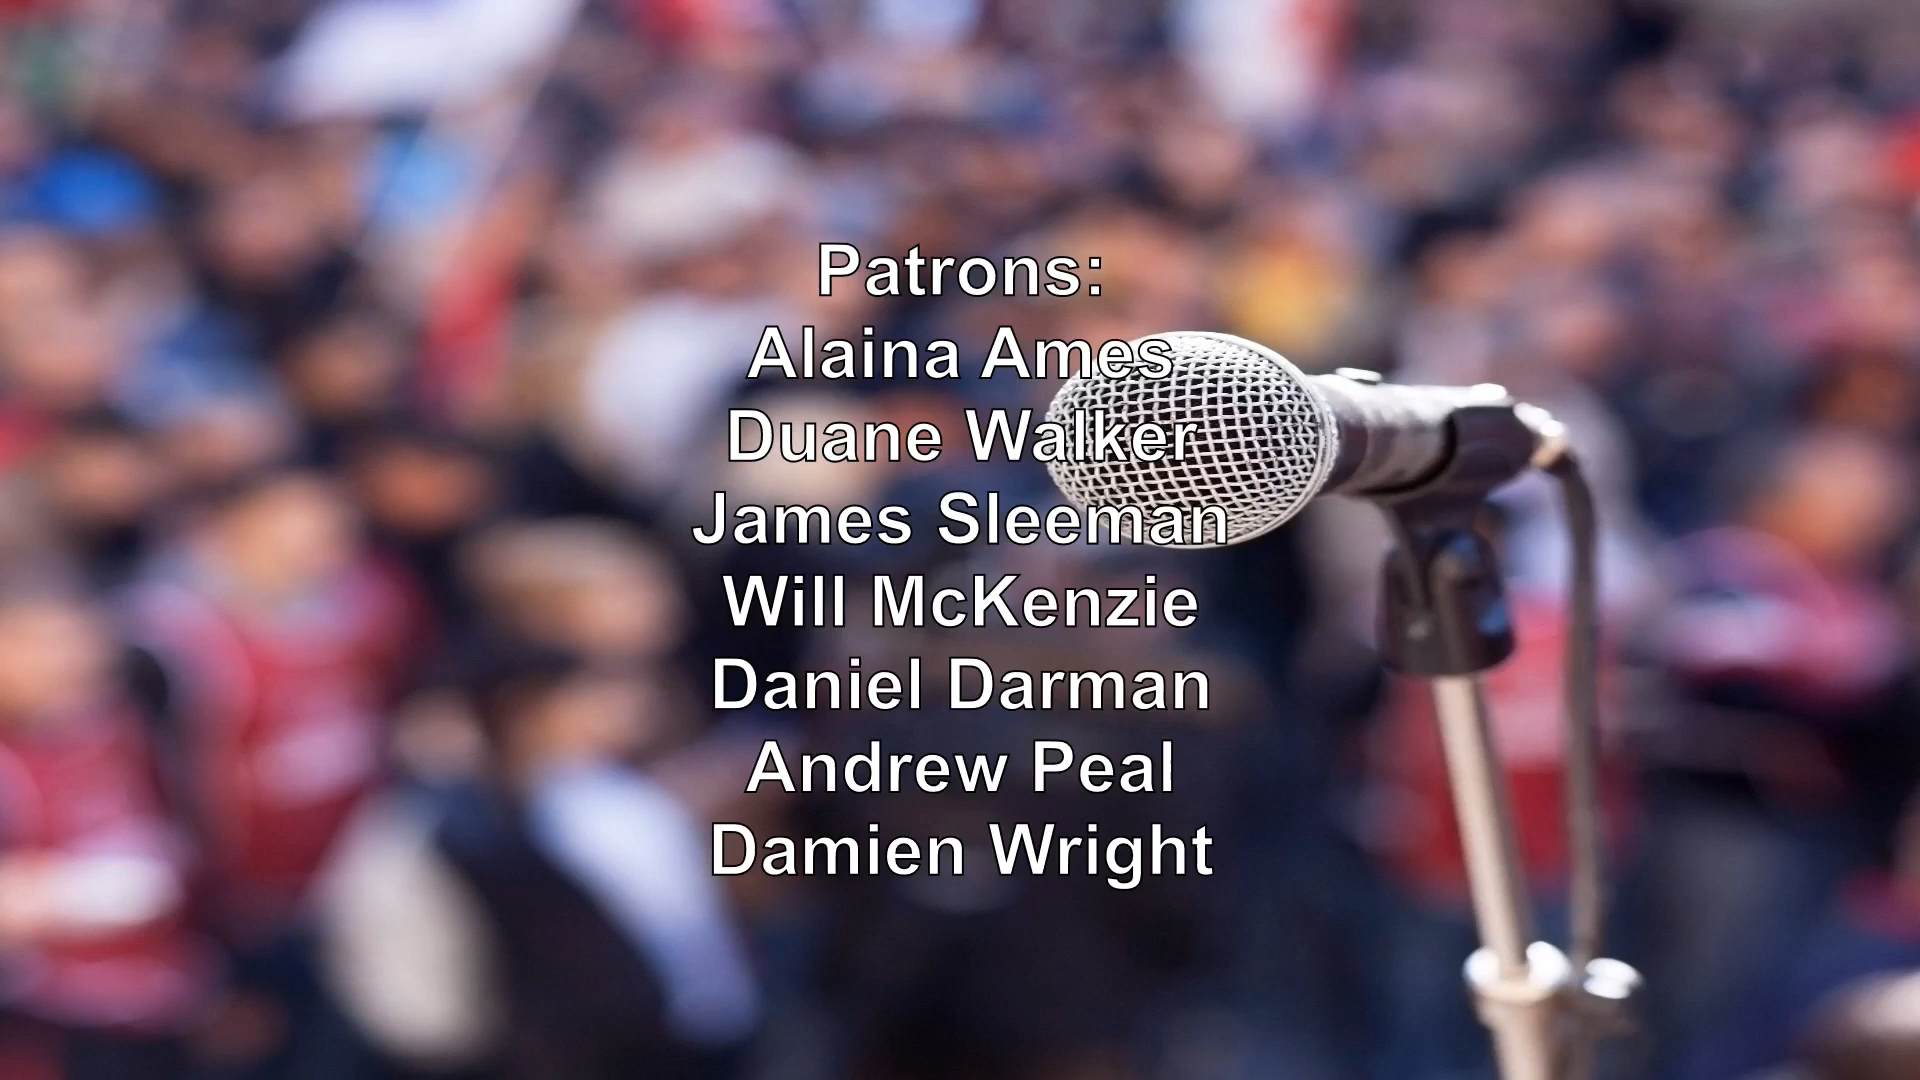 Patrons:
Alaina Ames
Duane Walker
James Sleeman
Will McKenzie
Daniel Darman
Andrew Peal
Damien Wright